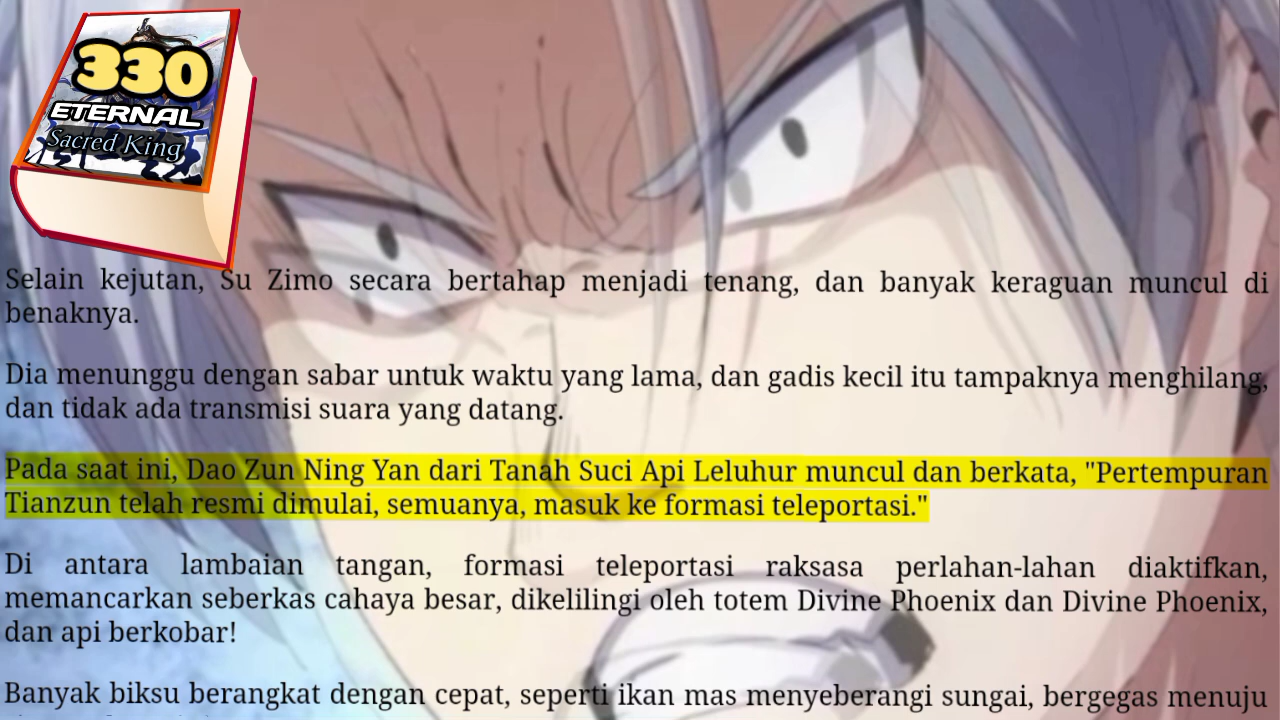 330
ETERNAL
Sacred King
Selain kejutan, Su Zimo secara bertahap menjadi tenang, dan banyak keraguan muncul di
benaknya.
Dia menunggu dengan sabar untuk waktu yang lama, dan gadis kecil itu tampaknya menghilang,
dan tidak ada transmisi suara yang datang.
Pada saat ini, Dao Zun Ning Yan dari Tanah Suci Api Leluhur muncul dan berkata, "Pertempuran
Tianzun telah resmi dimulai, semuanya, masuk ke formasi teleportasi."
Di antara lambaian tangan, formasi teleportasi raksasa perlahan-lahan diaktifkan,
memancarkan seberkas cahaya besar, dikelilingi oleh totem Divine Phoenix dan Divine Phoenix,
dan api berkobar!
Banyak biksu berangkat dengan cepat, seperti ikan mas menyeberangi sungai, bergegas menuju